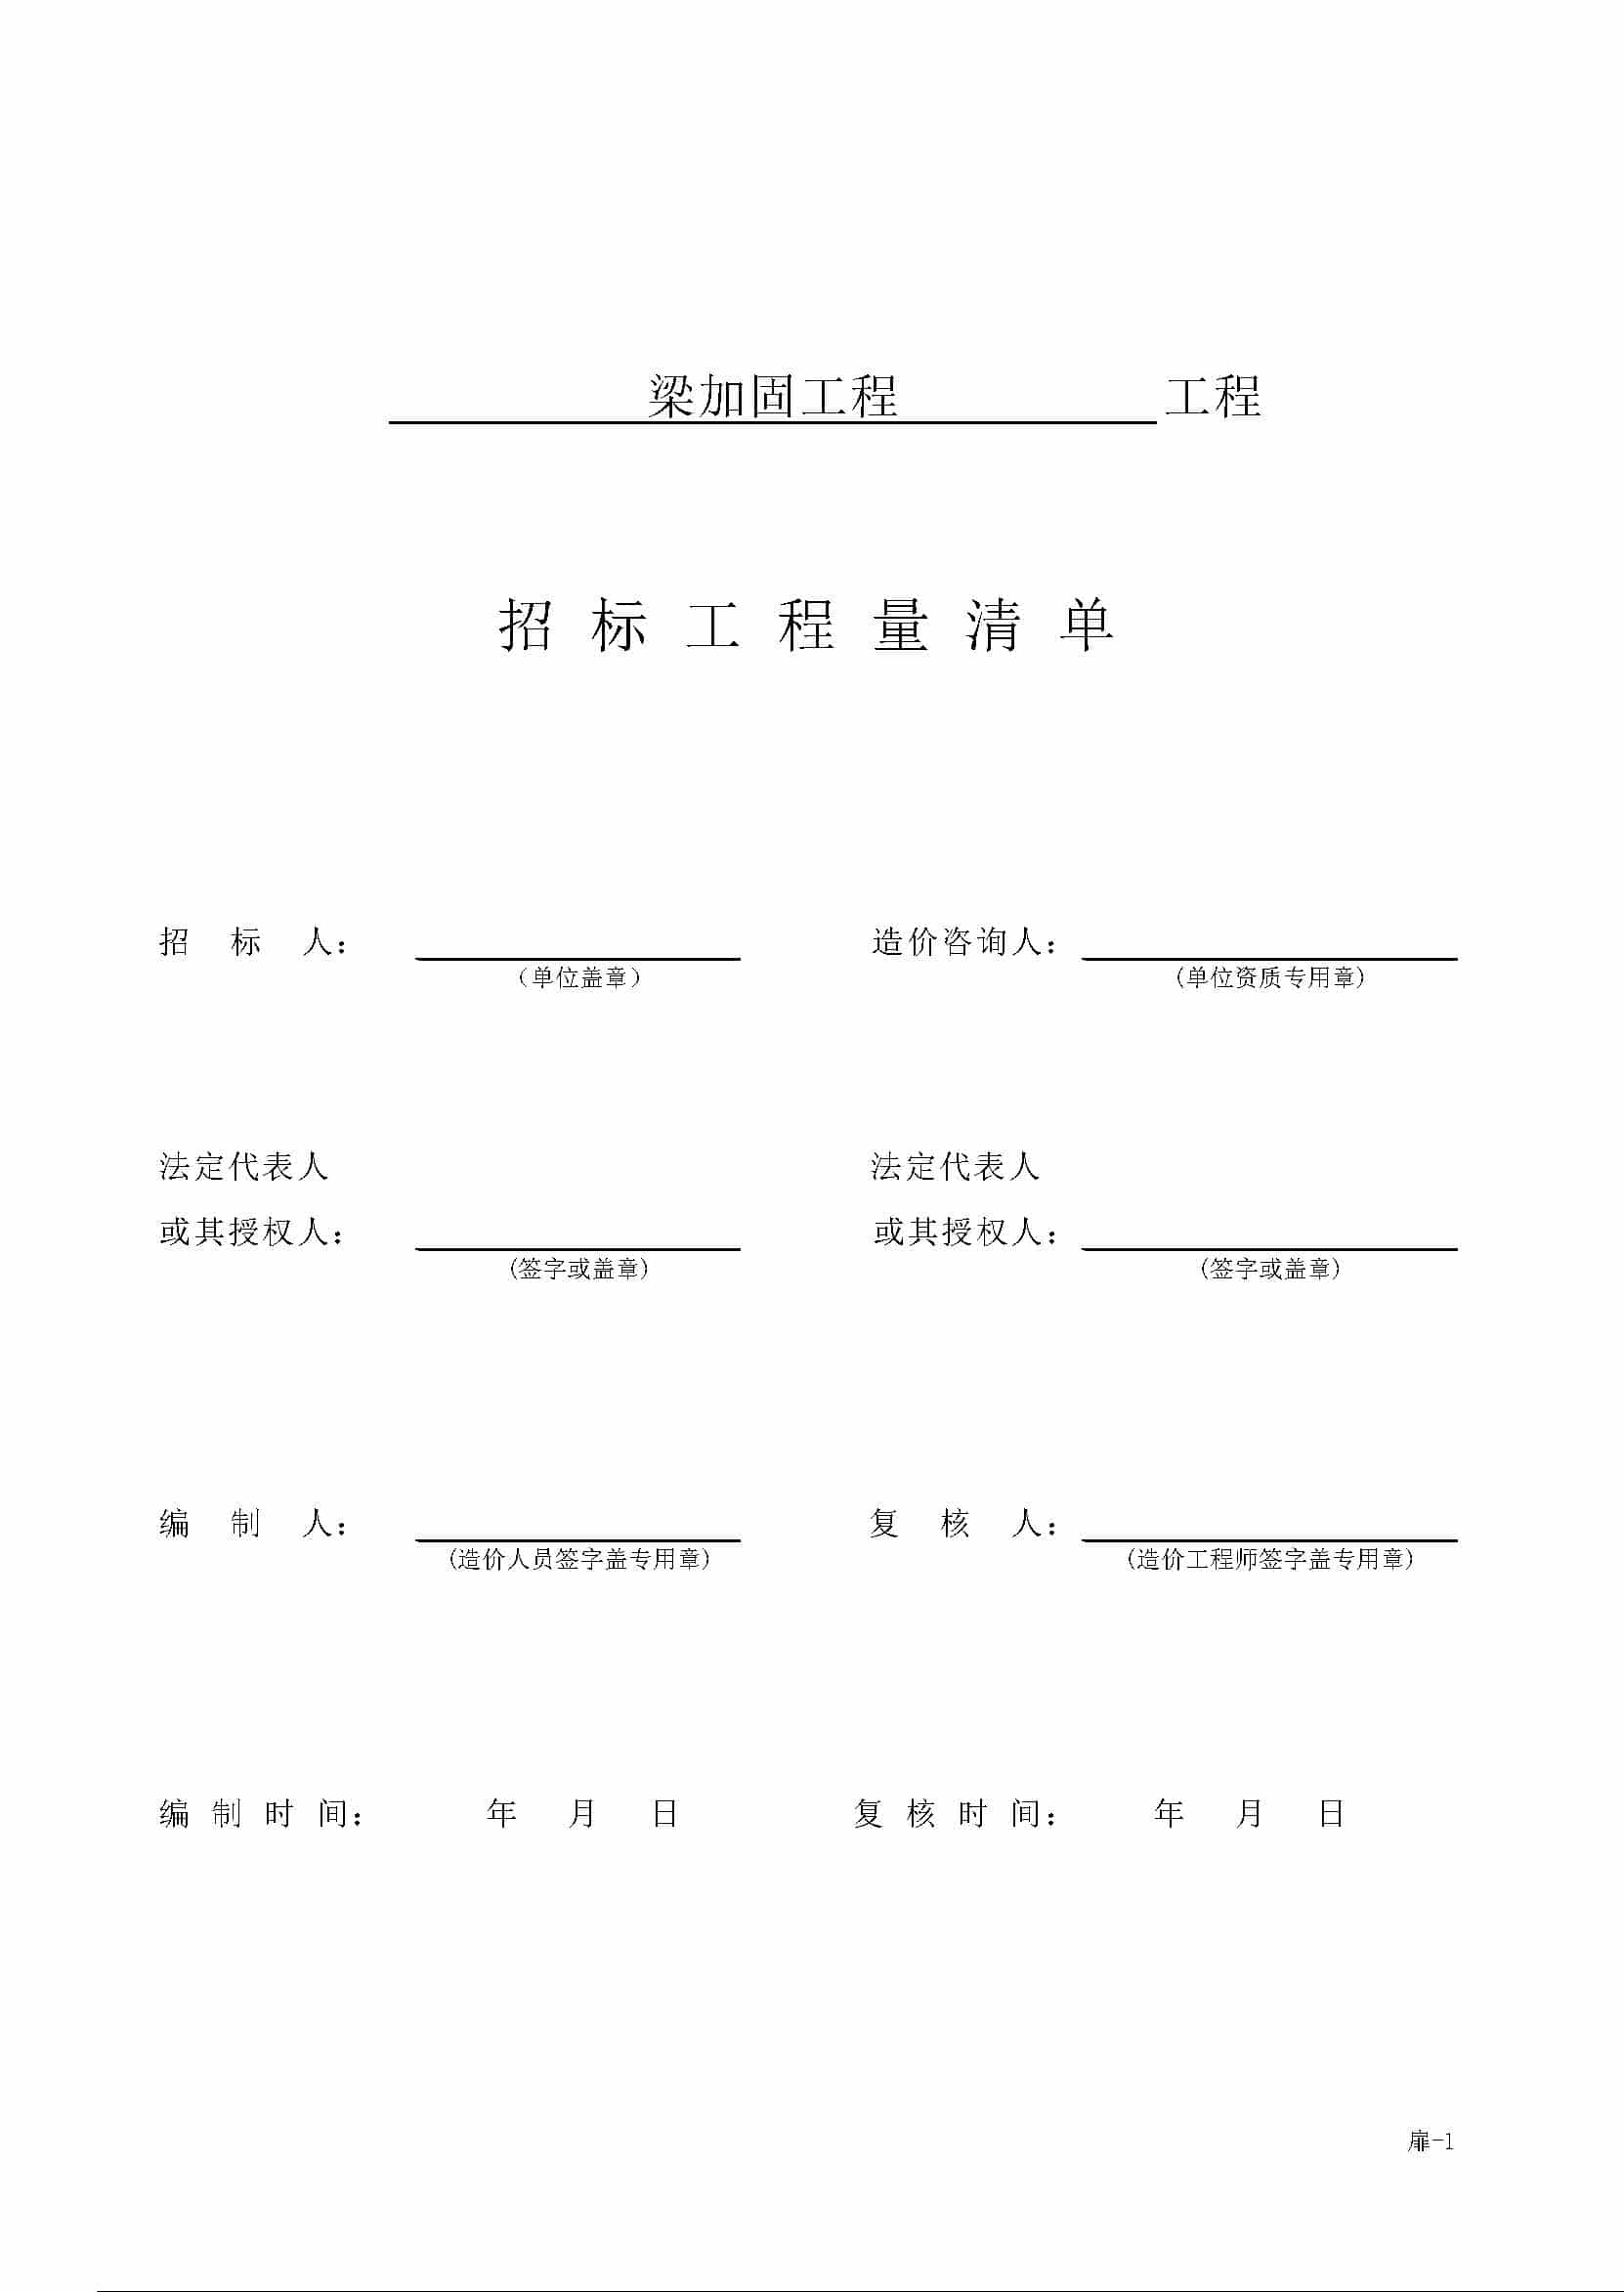 梁加固工程 工程
招标工程量清单
招 标 人： 造价咨询人：
（单位盖章） (单位资质专用章)
法定代表人 法定代表人
或其授权人： 或其授权人：
(签字或盖章) (签字或盖章)
编 制 人： 复 核 人：
(造价人员签字盖专用章) (造价工程师签字盖专用章)
编 制 时 间： 年 月 日 复 核 时 间： 年 月 日
扉-1